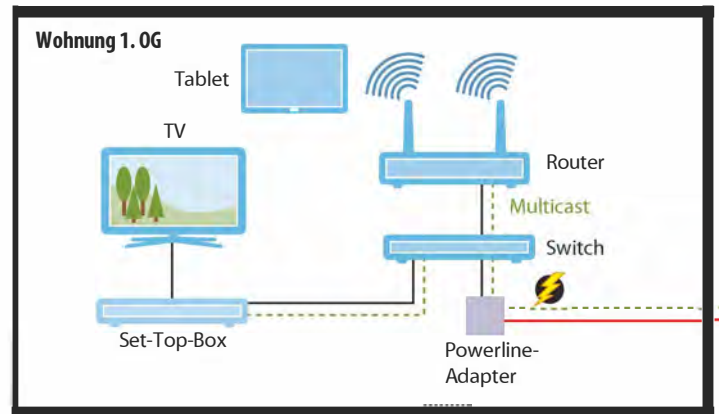 Wohnung 1. OG
Tablet
TV
Router
Multicast
Switch
Set-Top-Box
Powerline-
Adapter